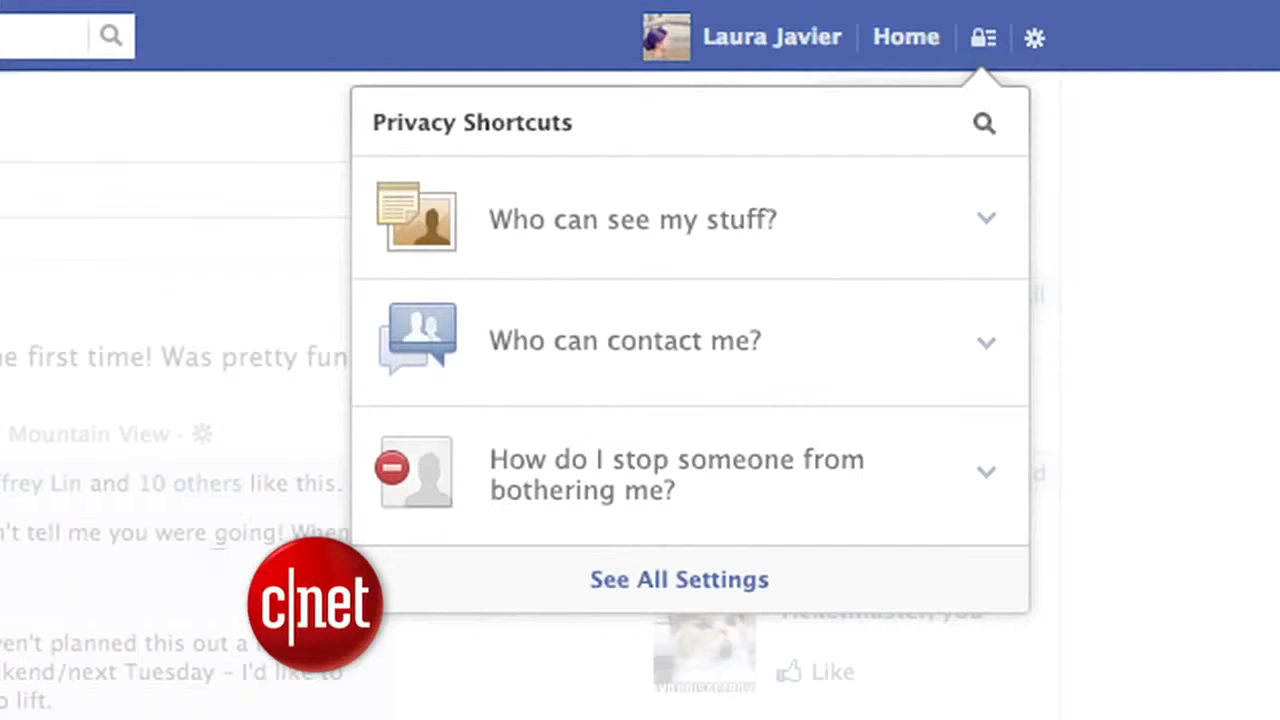 Laura Javier
Home
Privacy Shortcuts
Who can see my stuff?
Who can contact me?
How do I stop someone from
bothering me?
See All Settings
e first time! Was pretty fun
Mountain View ·
frey Lin and 10 others like this.
't tell me you were going! When
c|net
en't planned this out a
kend/next Tuesday – I'd like to
o lift.
Like